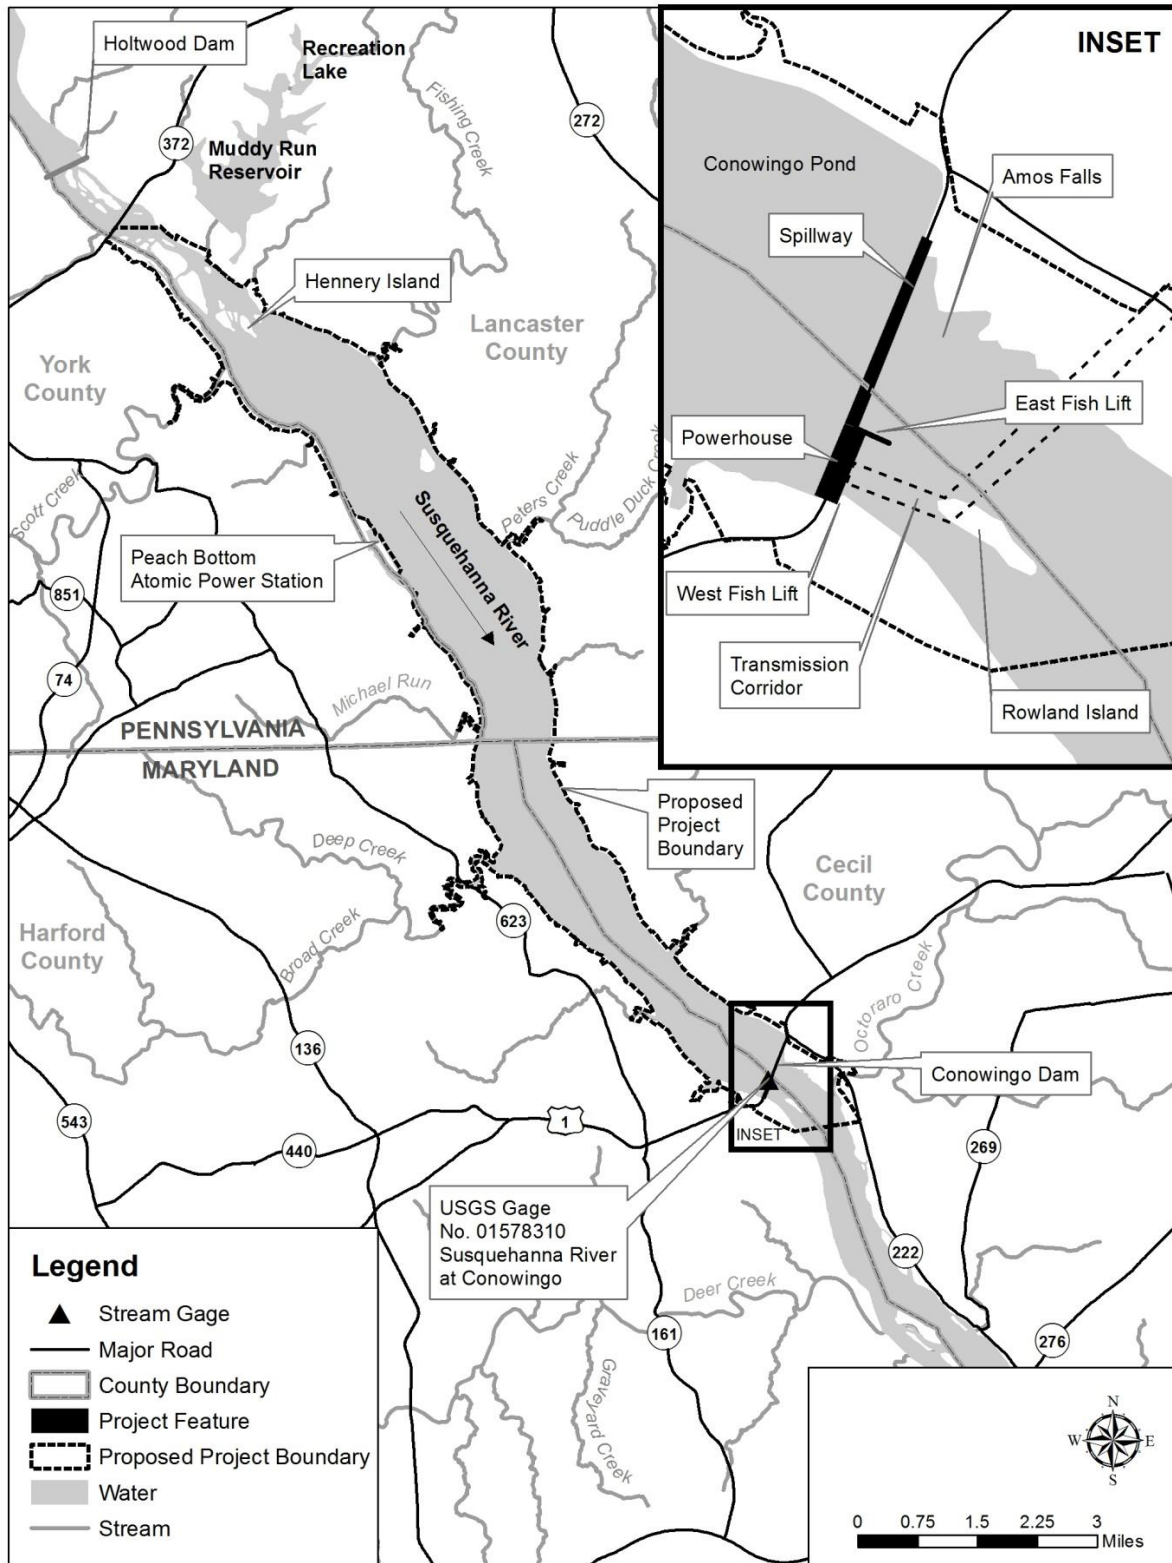 Holtwood Dam
Recreation
Lake
Fishing Creek
272
372
Muddy Run
Reservoir
Hennery Island
Lancaster
County
York
County
Scott Creek
Peters Creek
Puddle Duck Creek
Susquehanna River
Peach Bottom
Atomic Power Station
851
74
Michael Run
PENNSYLVANIA
MARYLAND
INSET
Conowingo Pond
Amos Falls
Spillway
East Fish Lift
Powerhouse
West Fish Lift
Transmission
Corridor
Rowland Island
Proposed
Project
Boundary
Deep Creek
Cecil
County
Harford
County
Broad Creek
623
Octoraro Creek
136
Conowingo Dam
543
440
1
INSET
269
USGS Gage
No. 01578310
Susquehanna River
at Conowingo
222
Deer Creek
161
276
Graveyard Creek
Legend
Stream Gage
Major Road
County Boundary
Project Feature
Proposed Project Boundary
Water
Stream
N
W
E
S
0 0.75 1.5 2.25 3
Miles